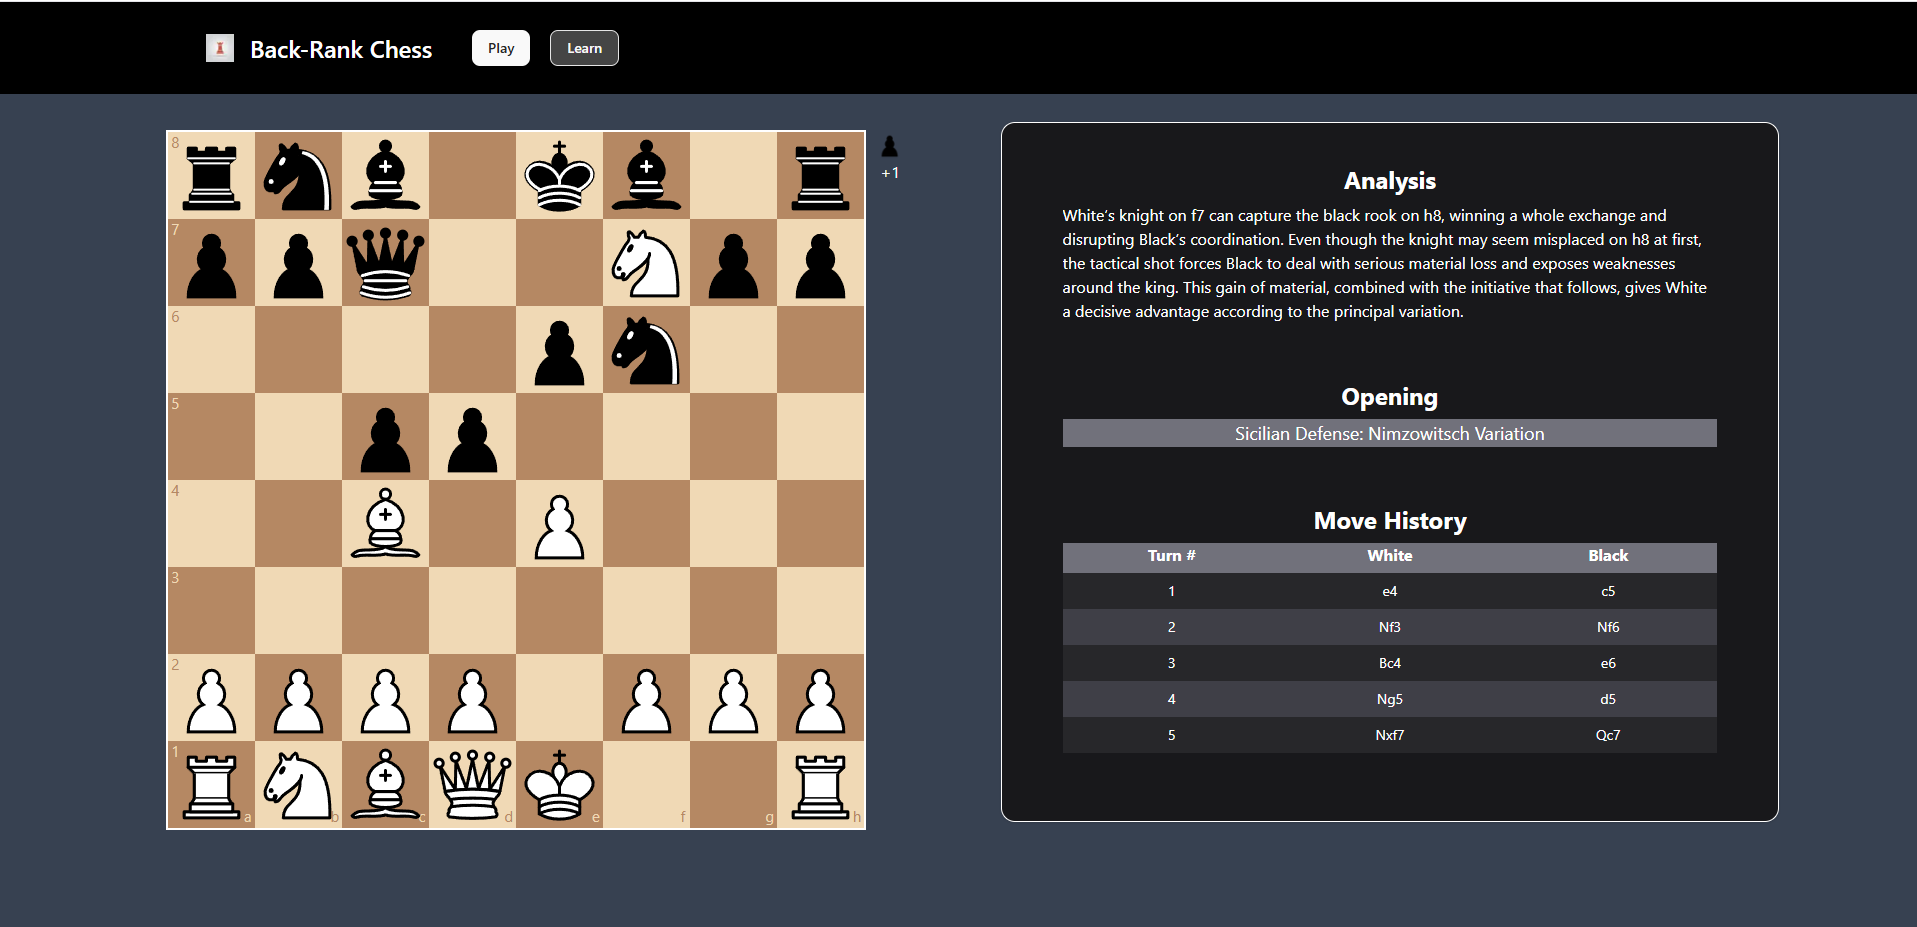 Back-Rank Chess
Play
Learn
8
7
6
5
4
3
2
1
a
b
c
d
e
f
g
h
+1
Analysis
White’s knight on f7 can capture the black rook on h8, winning a whole exchange and
disrupting Black’s coordination. Even though the knight may seem misplaced on h8 at first,
the tactical shot forces Black to deal with serious material loss and exposes weaknesses
around the king. This gain of material, combined with the initiative that follows, gives White
a decisive advantage according to the principal variation.
Opening
Sicilian Defense: Nimzowitsch Variation
Move History
Turn # White Black
1 e4 c5
2 Nf3 Nf6
3 Bc4 e6
4 Ng5 d5
5 Nxf7 Qc7